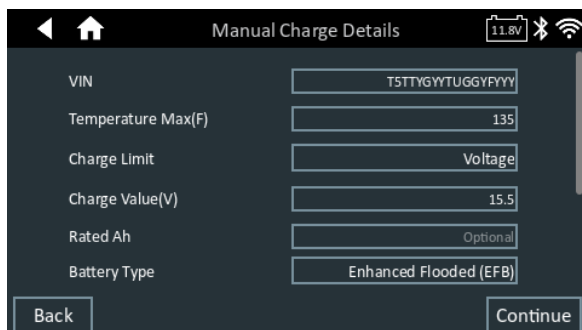 Manual Charge Details
11.8V
VIN T5TTYGYYTUGGYFYYY
Temperature Max(F) 135
Charge Limit Voltage
Charge Value(V) 15.5
Rated Ah Optional
Battery Type Enhanced Flooded (EFB)
Back Continue